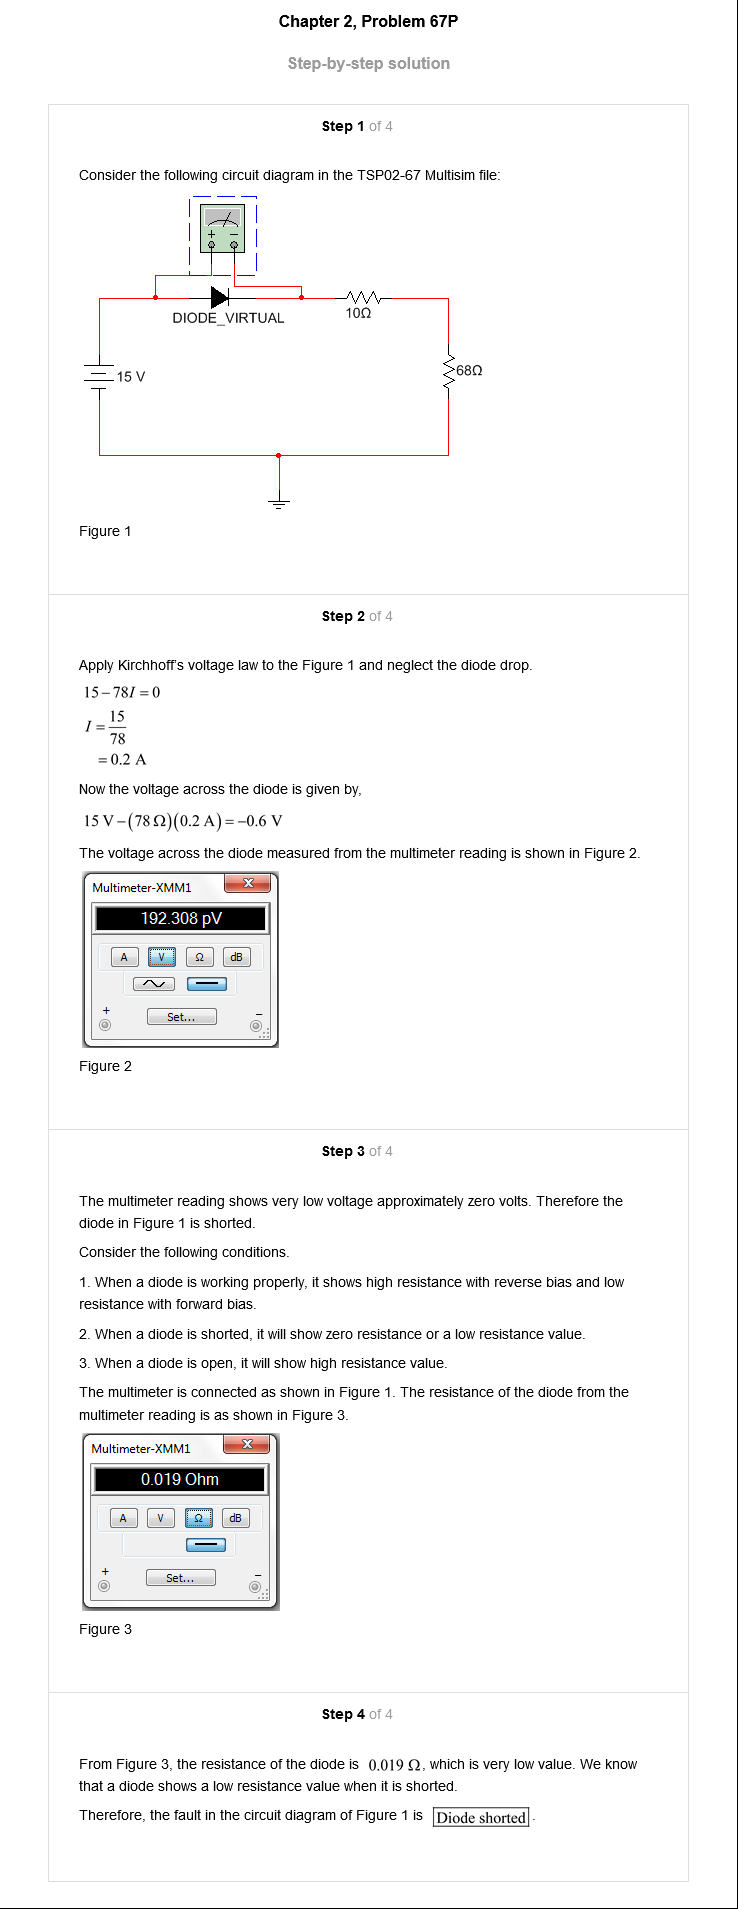 Chapter 2, Problem 67P
Step-by-step solution
Step 1 of 4
Consider the following circuit diagram in the TSP02-67 Multisim file:
+ −
DIODE_VIRTUAL
10Ω
15 V
68Ω
Figure 1
Step 2 of 4
Apply Kirchhoff's voltage law to the Figure 1 and neglect the diode drop.
15 − 78I = 0
I = 15/78
= 0.2 A
Now the voltage across the diode is given by,
15 V − (78 Ω)(0.2 A) = −0.6 V
The voltage across the diode measured from the multimeter reading is shown in Figure 2.
Multimeter-XMM1 x
192.308 pV
A V Ω dB
+ Set... −
Figure 2
Step 3 of 4
The multimeter reading shows very low voltage approximately zero volts. Therefore the
diode in Figure 1 is shorted.
Consider the following conditions.
1. When a diode is working properly, it shows high resistance with reverse bias and low
resistance with forward bias.
2. When a diode is shorted, it will show zero resistance or a low resistance value.
3. When a diode is open, it will show high resistance value.
The multimeter is connected as shown in Figure 1. The resistance of the diode from the
multimeter reading is as shown in Figure 3.
Multimeter-XMM1 x
0.019 Ohm
A V Ω dB
+ Set... −
Figure 3
Step 4 of 4
From Figure 3, the resistance of the diode is 0.019 Ω, which is very low value. We know
that a diode shows a low resistance value when it is shorted.
Therefore, the fault in the circuit diagram of Figure 1 is Diode shorted.